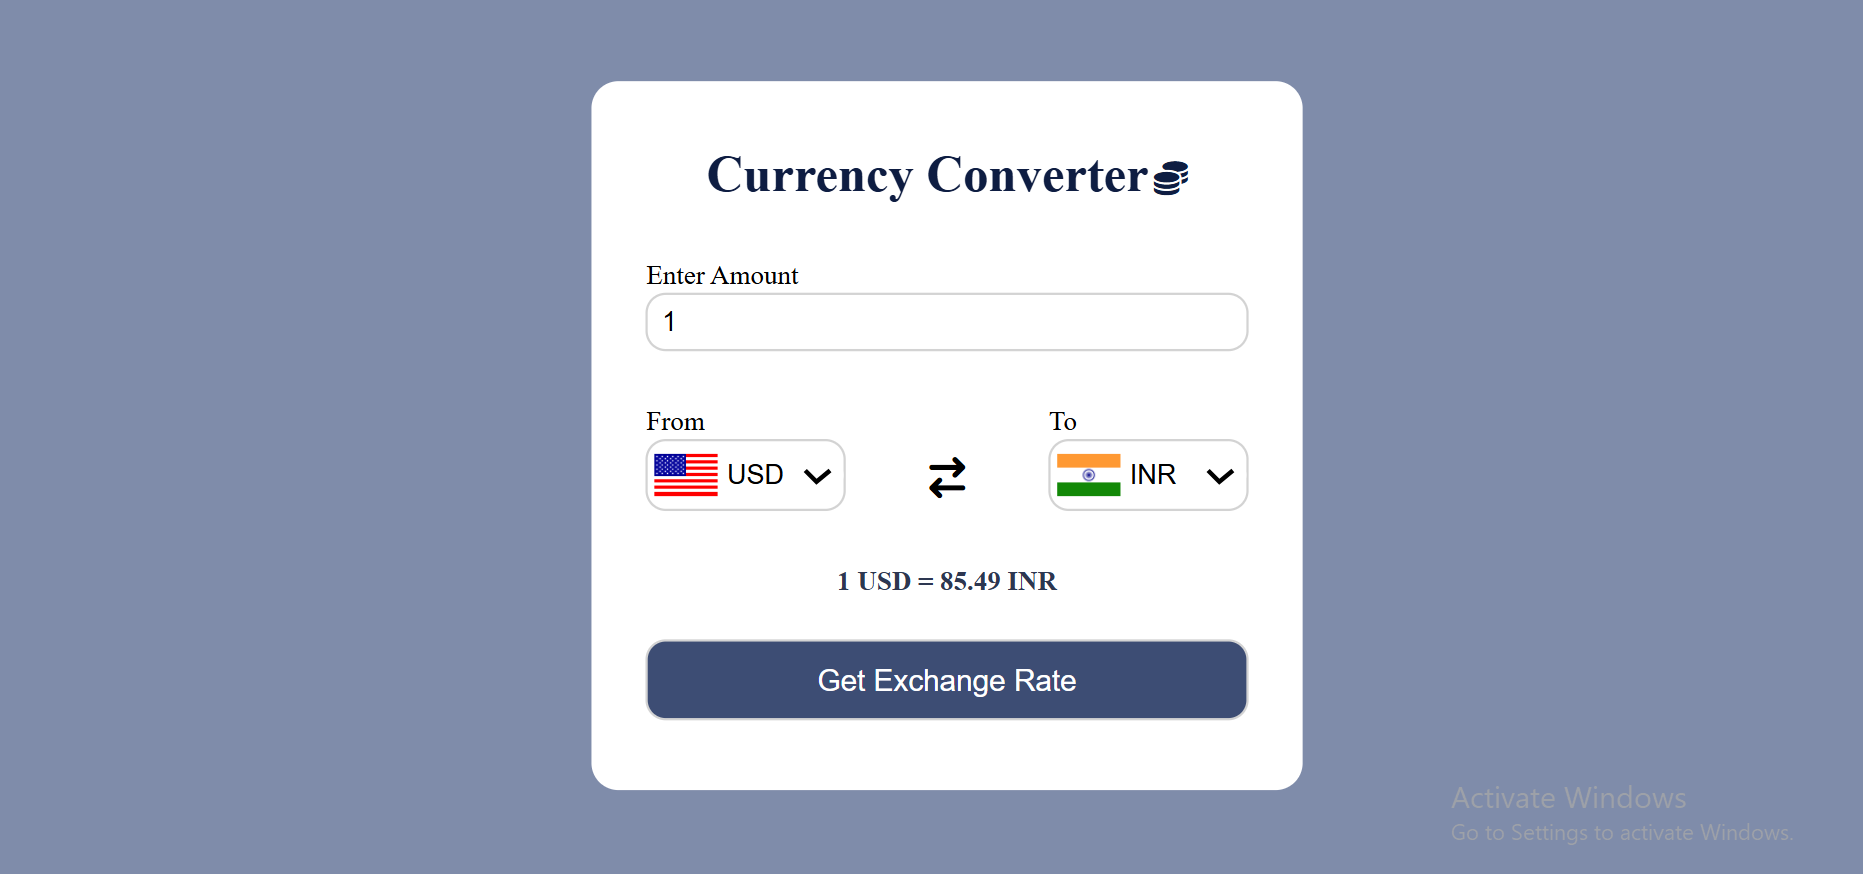 Currency Converter
Enter Amount
1
From
To
USD
INR
1 USD = 85.49 INR
Get Exchange Rate
Activate Windows
Go to Settings to activate Windows.